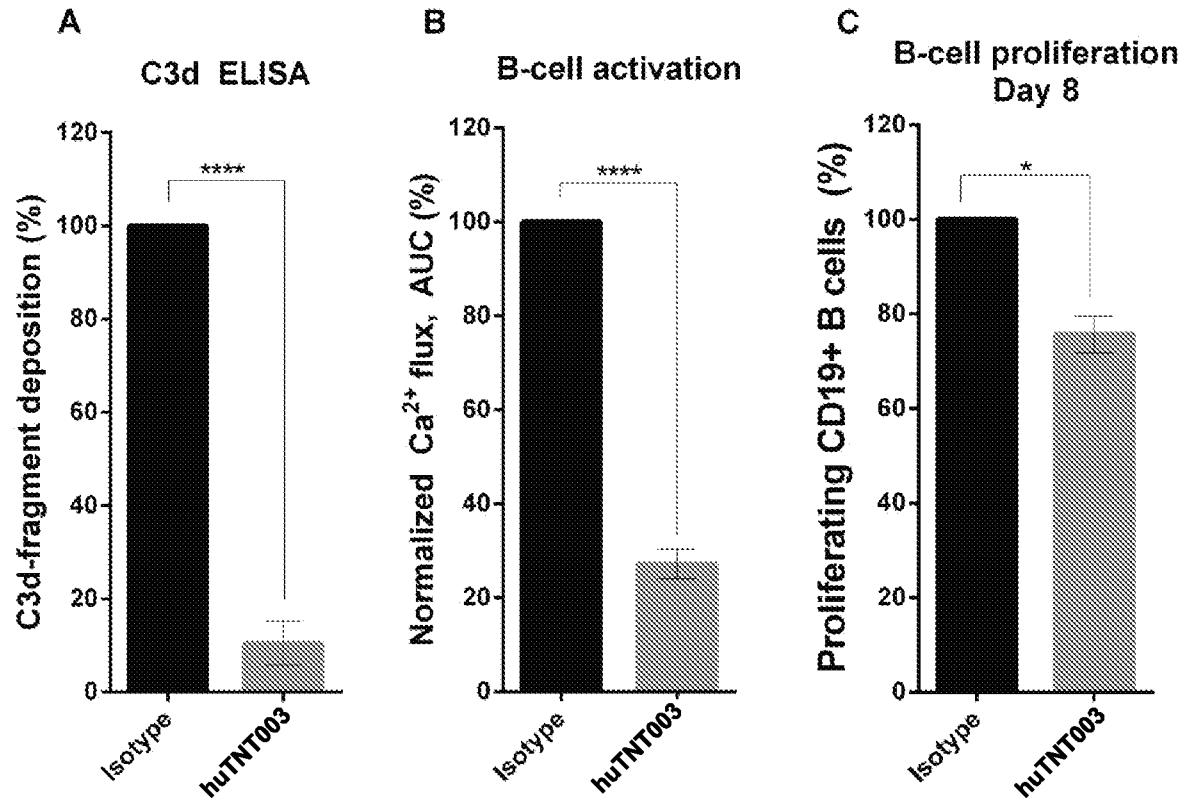 A
C3d ELISA
C3d-fragment deposition (%)
120
100
80
60
40
20
0
****
Isotype
huTNT003
B
B-cell activation
Normalized Ca2+ flux, AUC (%)
120
100
80
60
40
20
0
****
Isotype
huTNT003
C
B-cell proliferation
Day 8
Proliferating CD19+ B cells (%)
120
100
80
60
40
20
0
*
Isotype
huTNT003